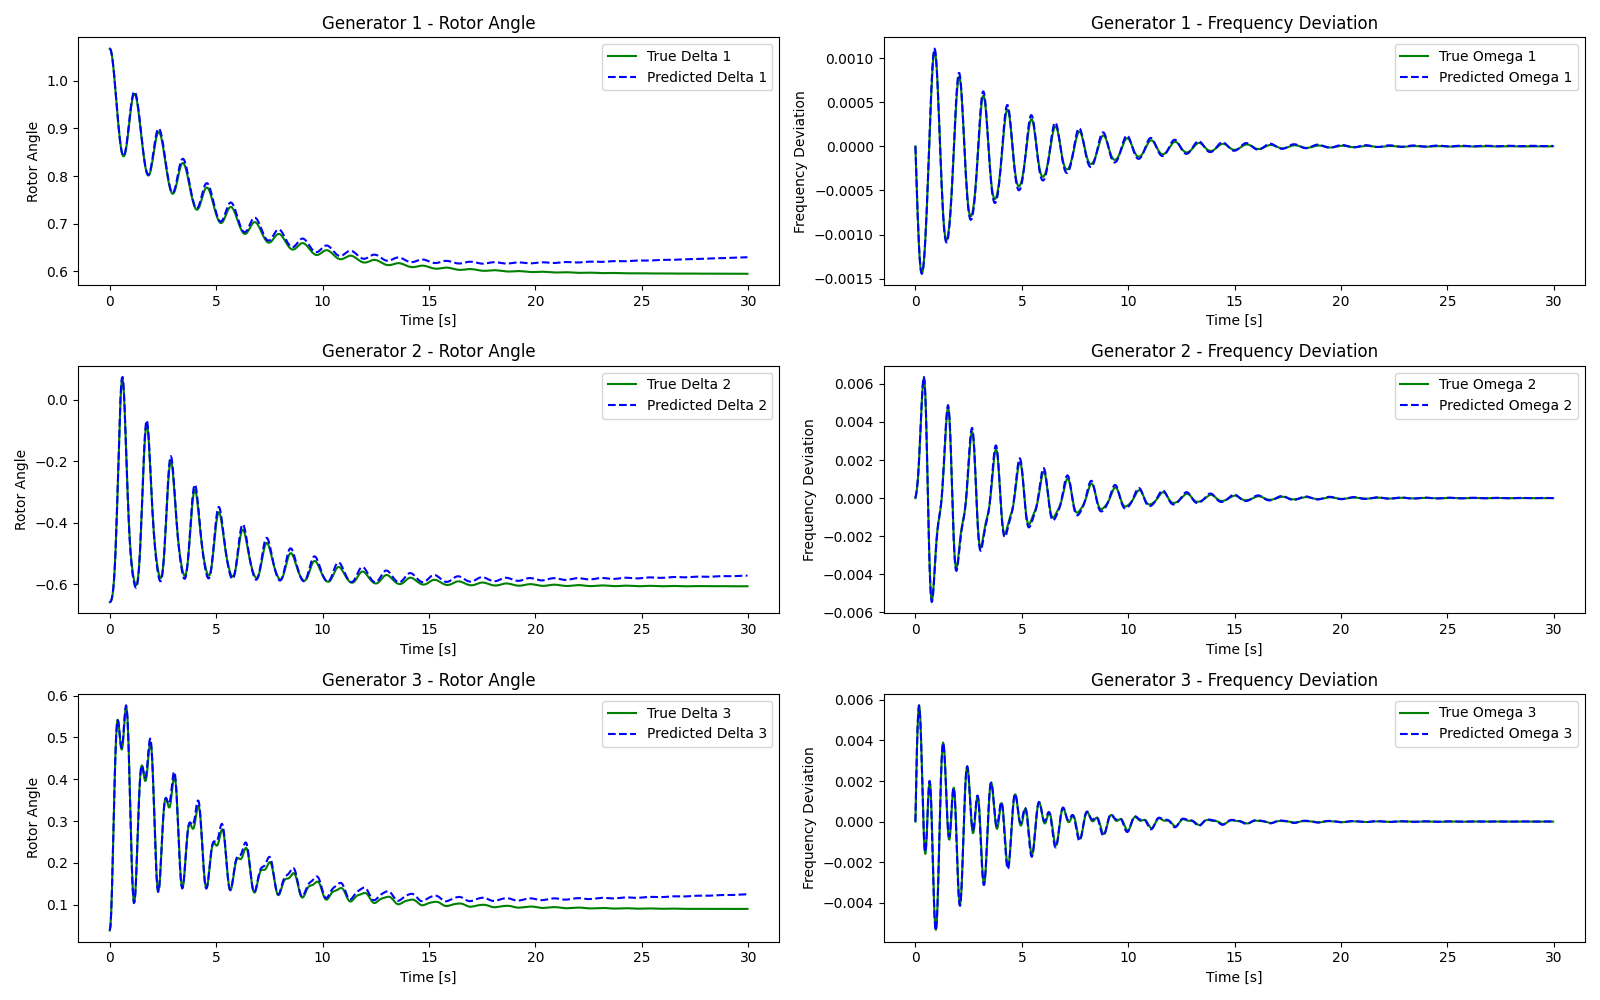 Generator 1 - Rotor Angle
Rotor Angle
1.0
0.9
0.8
0.7
0.6
True Delta 1
Predicted Delta 1
0 5 10 15 20 25 30
Time [s]
Generator 1 - Frequency Deviation
Frequency Deviation
0.0010
0.0005
0.0000
−0.0005
−0.0010
−0.0015
True Omega 1
Predicted Omega 1
0 5 10 15 20 25 30
Time [s]
Generator 2 - Rotor Angle
Rotor Angle
0.0
−0.2
−0.4
−0.6
True Delta 2
Predicted Delta 2
0 5 10 15 20 25 30
Time [s]
Generator 2 - Frequency Deviation
Frequency Deviation
0.006
0.004
0.002
0.000
−0.002
−0.004
−0.006
True Omega 2
Predicted Omega 2
0 5 10 15 20 25 30
Time [s]
Generator 3 - Rotor Angle
Rotor Angle
0.6
0.5
0.4
0.3
0.2
0.1
True Delta 3
Predicted Delta 3
0 5 10 15 20 25 30
Time [s]
Generator 3 - Frequency Deviation
Frequency Deviation
0.006
0.004
0.002
0.000
−0.002
−0.004
True Omega 3
Predicted Omega 3
0 5 10 15 20 25 30
Time [s]